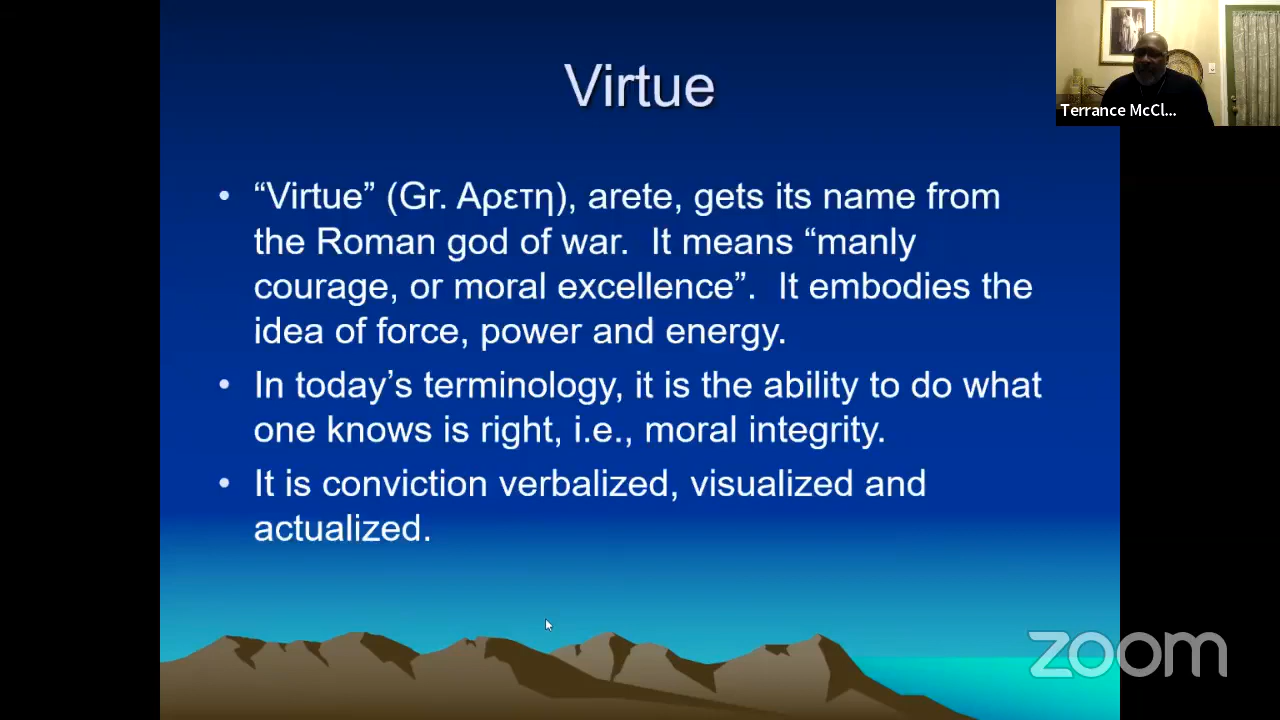 Virtue
Terrance McCl...
• “Virtue” (Gr. Αρετη), arete, gets its name from
the Roman god of war.  It means “manly
courage, or moral excellence”.  It embodies the
idea of force, power and energy.
• In today’s terminology, it is the ability to do what
one knows is right, i.e., moral integrity.
• It is conviction verbalized, visualized and
actualized.
zoom